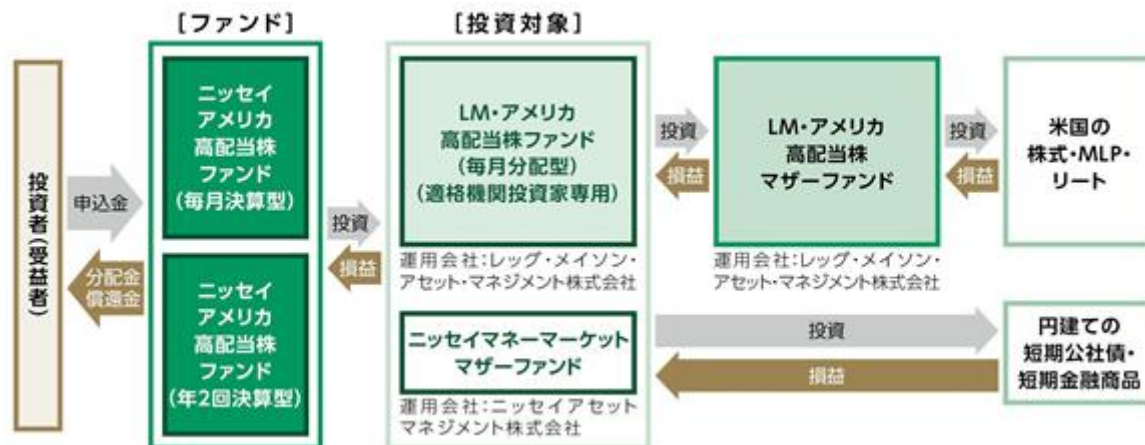 [ファンド]
[投資対象]
投資者(受益者)
申込金
分配金
償還金
ニッセイ
アメリカ
高配当株
ファンド
(毎月決算型)
ニッセイ
アメリカ
高配当株
ファンド
(年2回決算型)
投資
損益
LM・アメリカ
高配当株ファンド
(毎月分配型)
(適格機関投資家専用)
運用会社:レッグ・メイソン・
アセット・マネジメント株式会社
投資
損益
LM・アメリカ
高配当株
マザーファンド
運用会社:レッグ・メイソン・
アセット・マネジメント株式会社
投資
損益
米国の
株式・MLP・
リート
ニッセイマネーマーケット
マザーファンド
運用会社:ニッセイアセット
マネジメント株式会社
投資
損益
円建ての
短期公社債・
短期金融商品